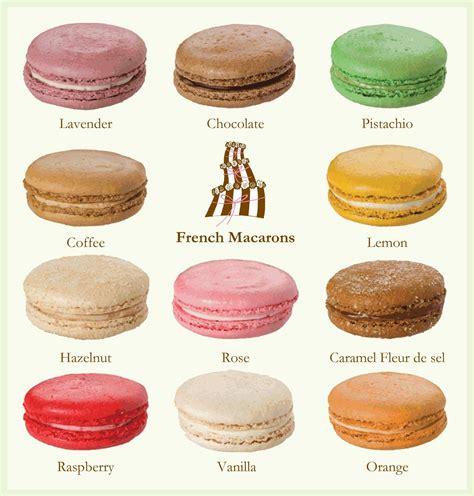 Lavender
Chocolate
Pistachio
Coffee
French Macarons
Lemon
Hazelnut
Rose
Caramel Fleur de sel
Raspberry
Vanilla
Orange